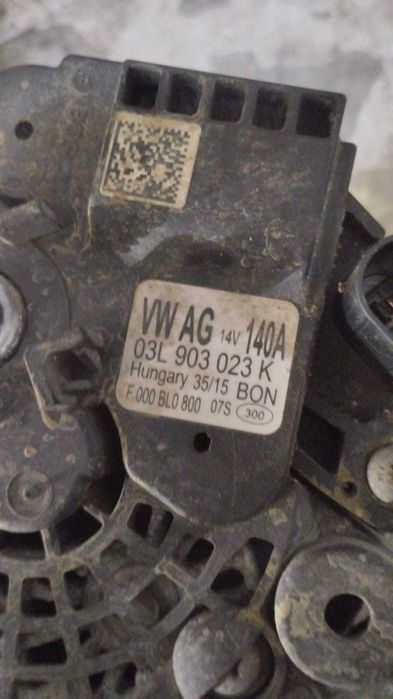 VW AG 14V 140A
03L 903 023 K
Hungary 35/15 BON
F 000 BL0 800 07S 300